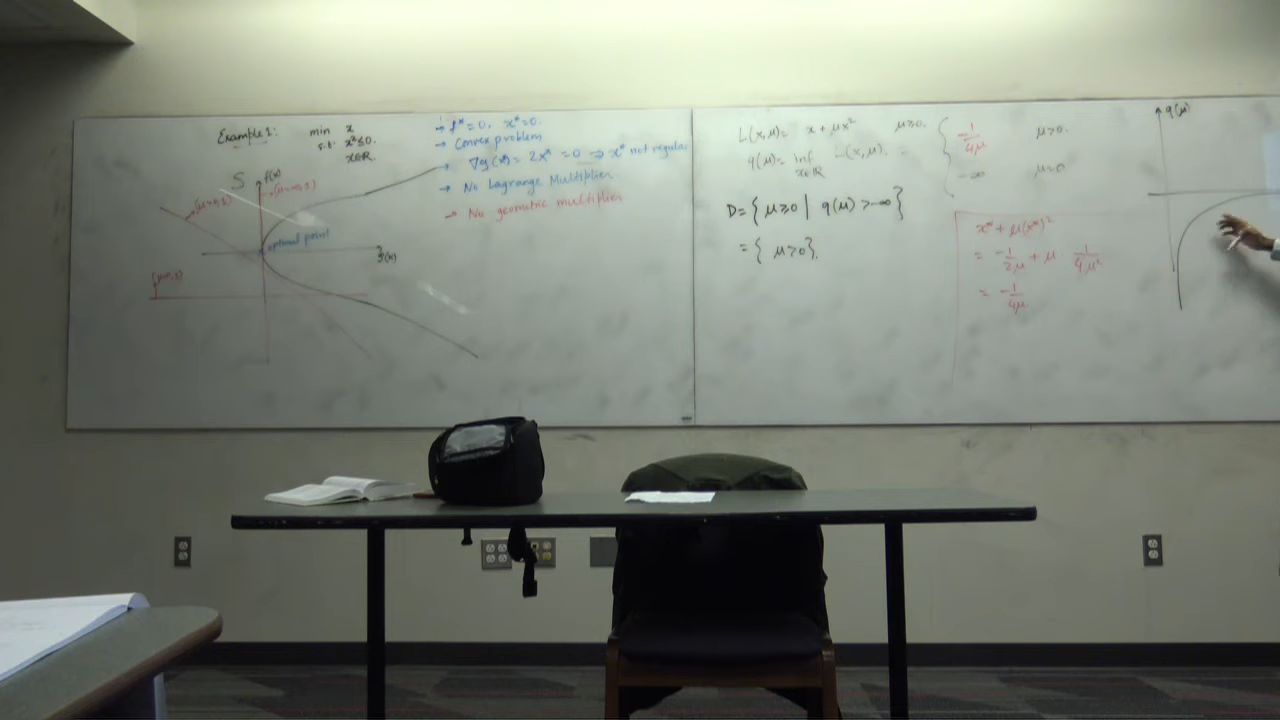 Example 1: min x
s.t. x² ≤ 0.
x∈ℝ
→ f* = 0. x* = 0.
→ Convex problem
→ ∇g(x*) = 2x* = 0 ⇒ x* not regular
→ No Lagrange Multiplier
→ No geometric multiplier
S
f(x)
optimal point
L(x,μ) = x + μx² μ≥0.
q(μ) = inf L(x,μ) =
x∈ℝ
{ -1/4μ μ>0.
-∞ μ=0
D = { μ≥0 | q(μ) > -∞ }
= { μ>0 }.
x* + μ(x*)²
= -1/2μ + μ 1/4μ²
= -1/4μ
q(μ)